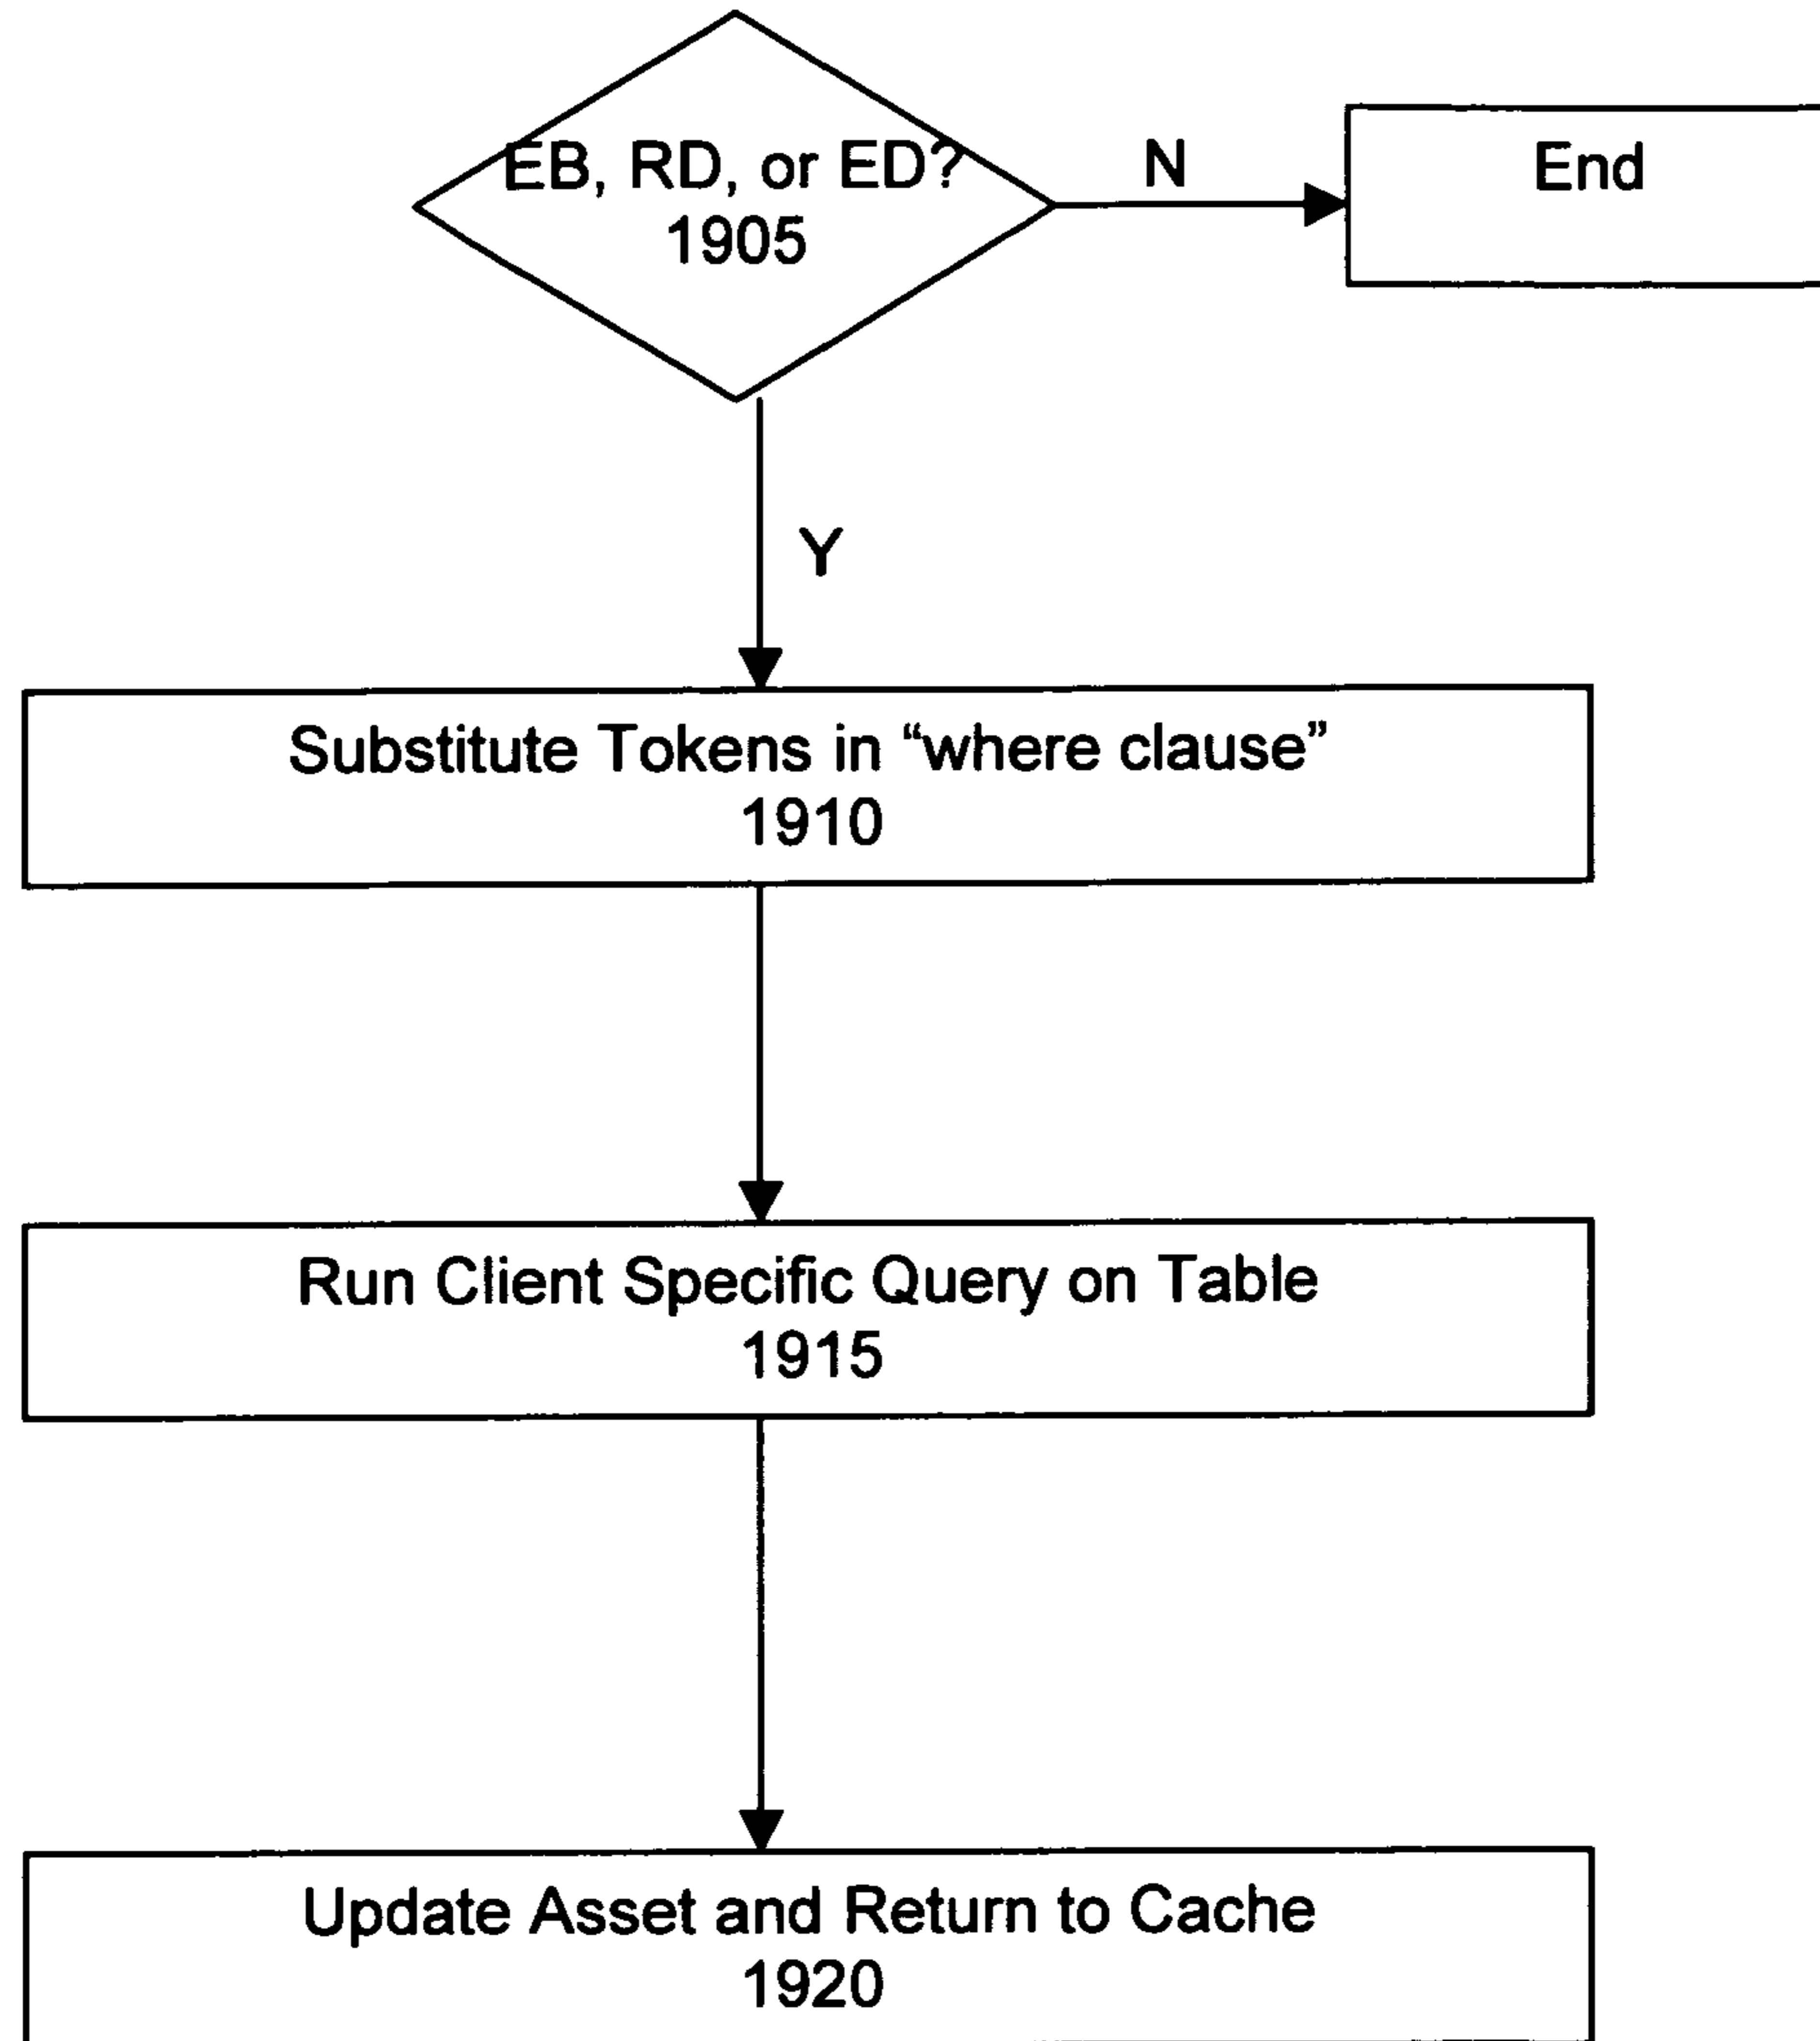 EB, RD, or ED?
1905
N
End
Y
Substitute Tokens in “where clause”
1910
Run Client Specific Query on Table
1915
Update Asset and Return to Cache
1920